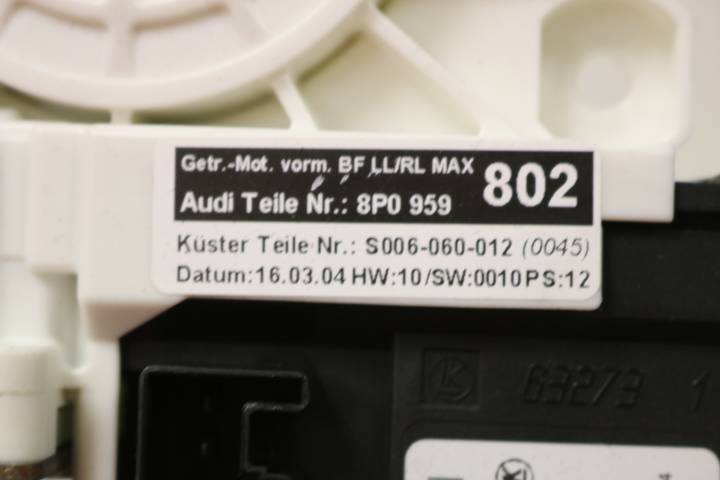 Getr.-Mot. vorm. BF LL/RL MAX
Audi Teile Nr.: 8P0 959 802
Küster Teile Nr.: S006-060-012 (0045)
Datum:16.03.04 HW:10/SW:0010 PS:12
K 63273 1